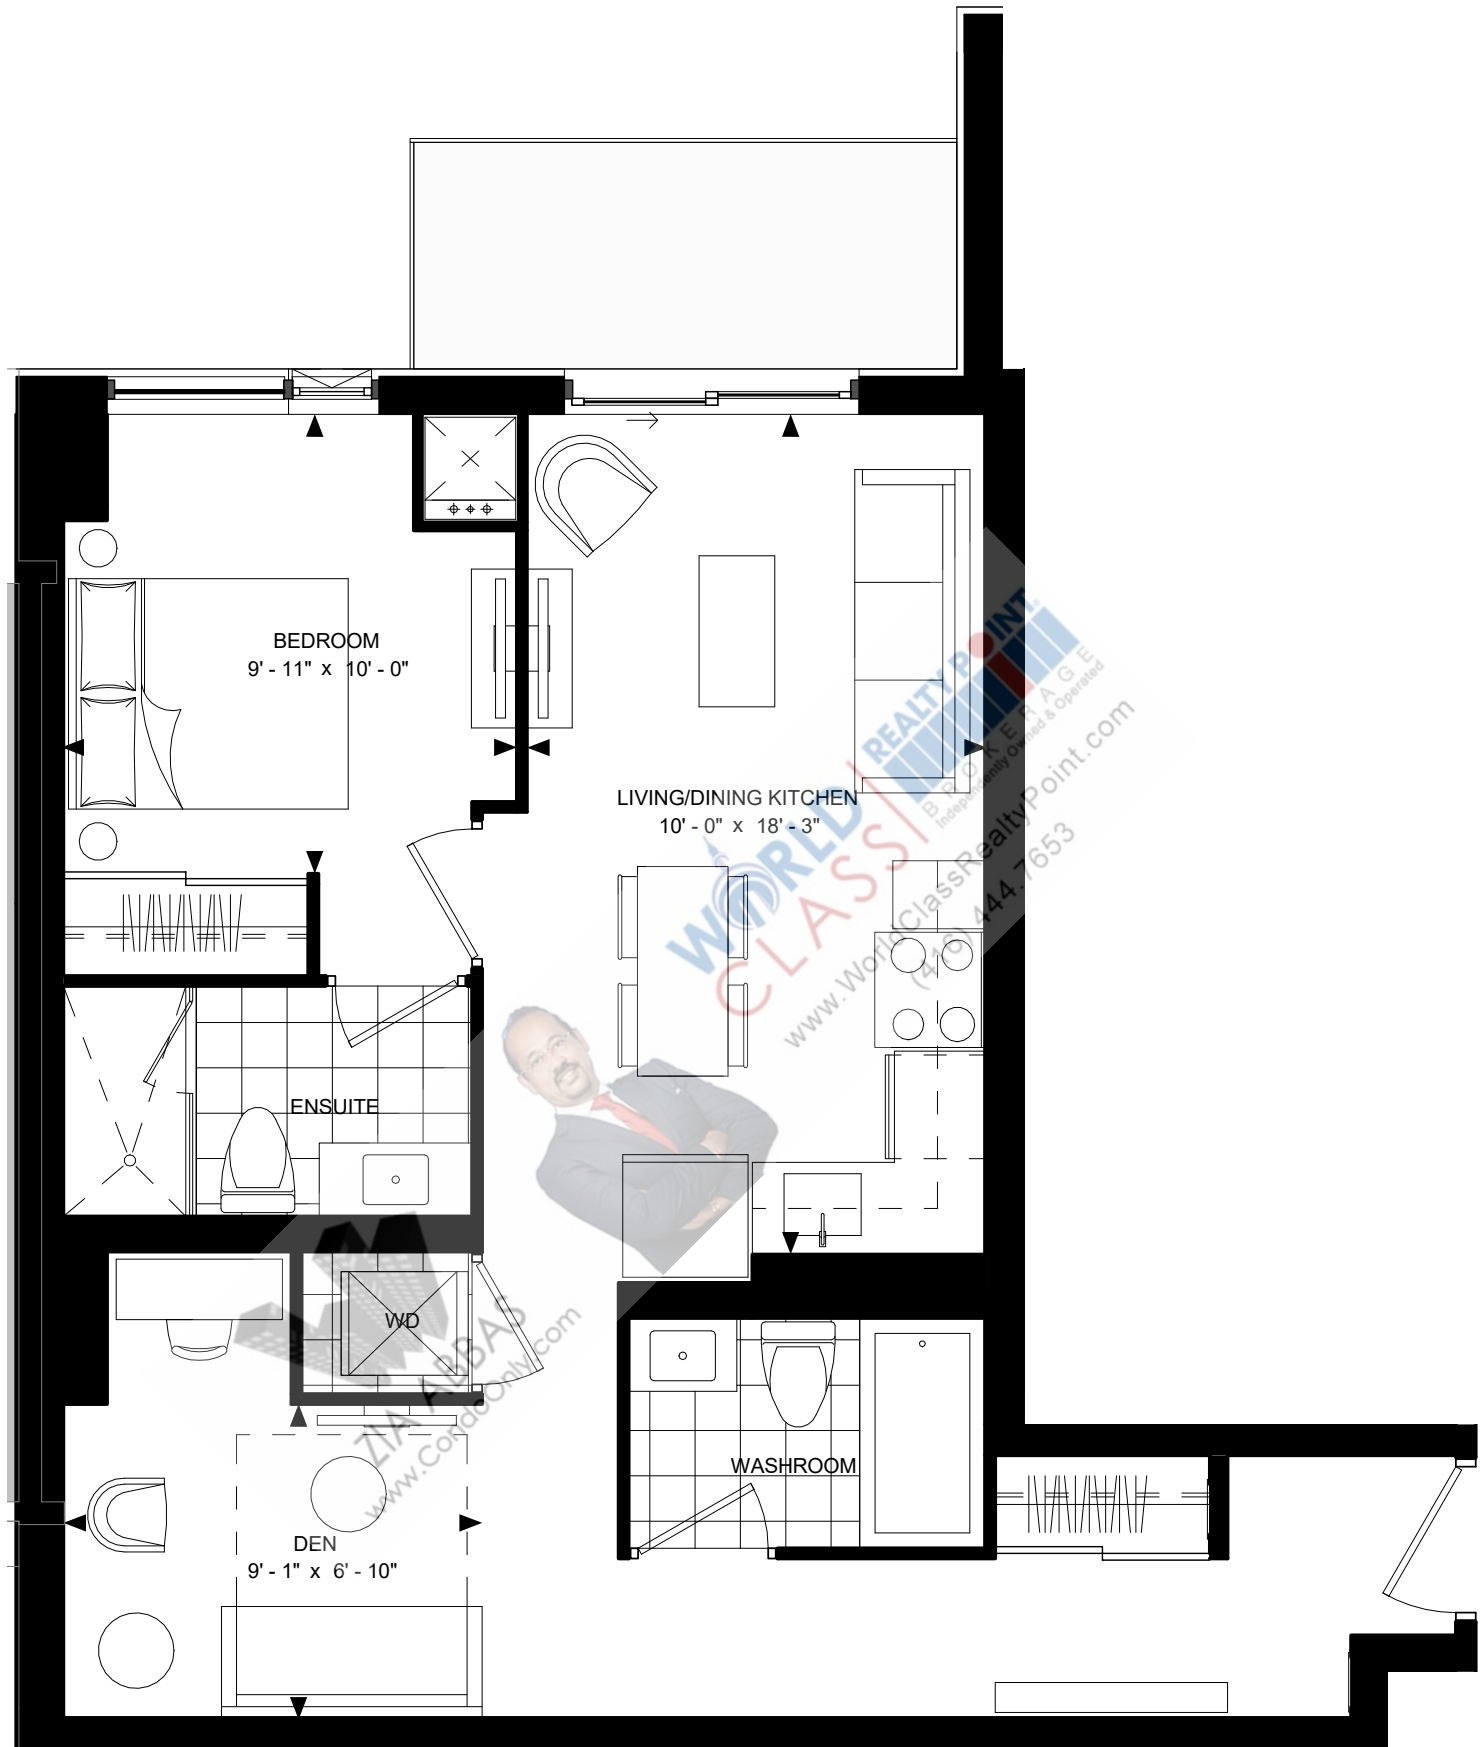 BEDROOM
9' - 11" x 10' - 0"
LIVING/DINING KITCHEN
10' - 0" x 18' - 3"
REALTY POINT
WORLD
CLASS
BROKERAGE
Independently Owned & Operated
www.WorldClassRealtyPoint.com
(416) 444.7653
ENSUITE
WD
ZIA ABBAS
www.CondoOnly.com
WASHROOM
DEN
9' - 1" x 6' - 10"